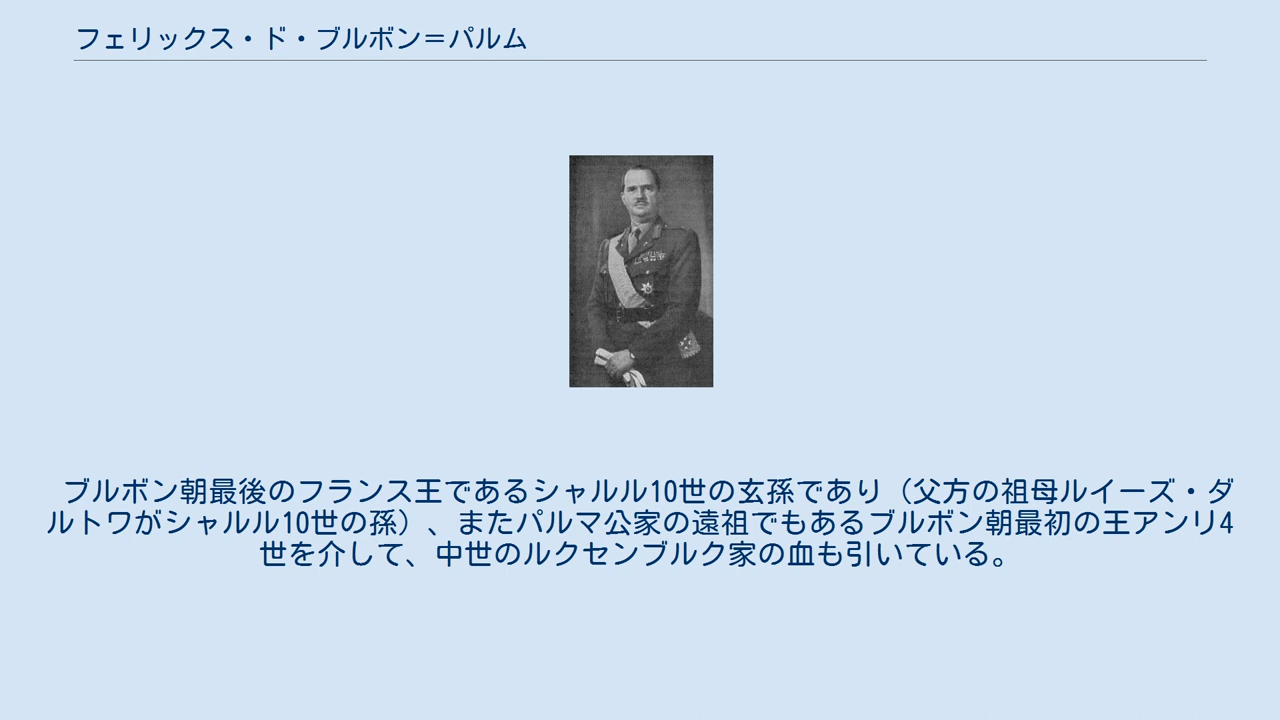 フェリックス・ド・ブルボン＝パルム
ブルボン朝最後のフランス王であるシャルル10世の玄孫であり（父方の祖母ルイーズ・ダ
ルトワがシャルル10世の孫）、またパルマ公家の遠祖でもあるブルボン朝最初の王アンリ4
世を介して、中世のルクセンブルク家の血も引いている。